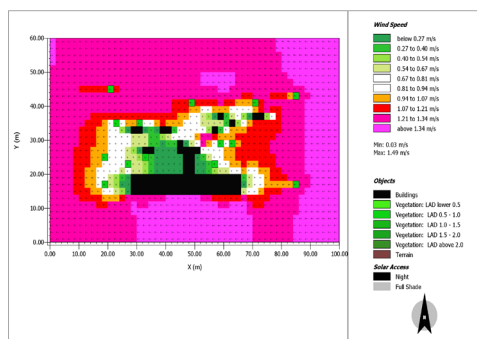 Wind Speed
below 0.27 m/s
0.27 to 0.40 m/s
0.40 to 0.54 m/s
0.54 to 0.67 m/s
0.67 to 0.81 m/s
0.81 to 0.94 m/s
0.94 to 1.07 m/s
1.07 to 1.21 m/s
1.21 to 1.34 m/s
above 1.34 m/s
Min: 0.03 m/s
Max: 1.49 m/s
Objects
Buildings
Vegetation: LAD lower 0.5
Vegetation: LAD 0.5 - 1.0
Vegetation: LAD 1.0 - 1.5
Vegetation: LAD 1.5 - 2.0
Vegetation: LAD above 2.0
Terrain
Solar Access
Night
Full Shade
N
60.00
50.00
40.00
30.00
20.00
10.00
0.00
Y (m)
0.00 10.00 20.00 30.00 40.00 50.00 60.00 70.00 80.00 90.00 100.00
X (m)